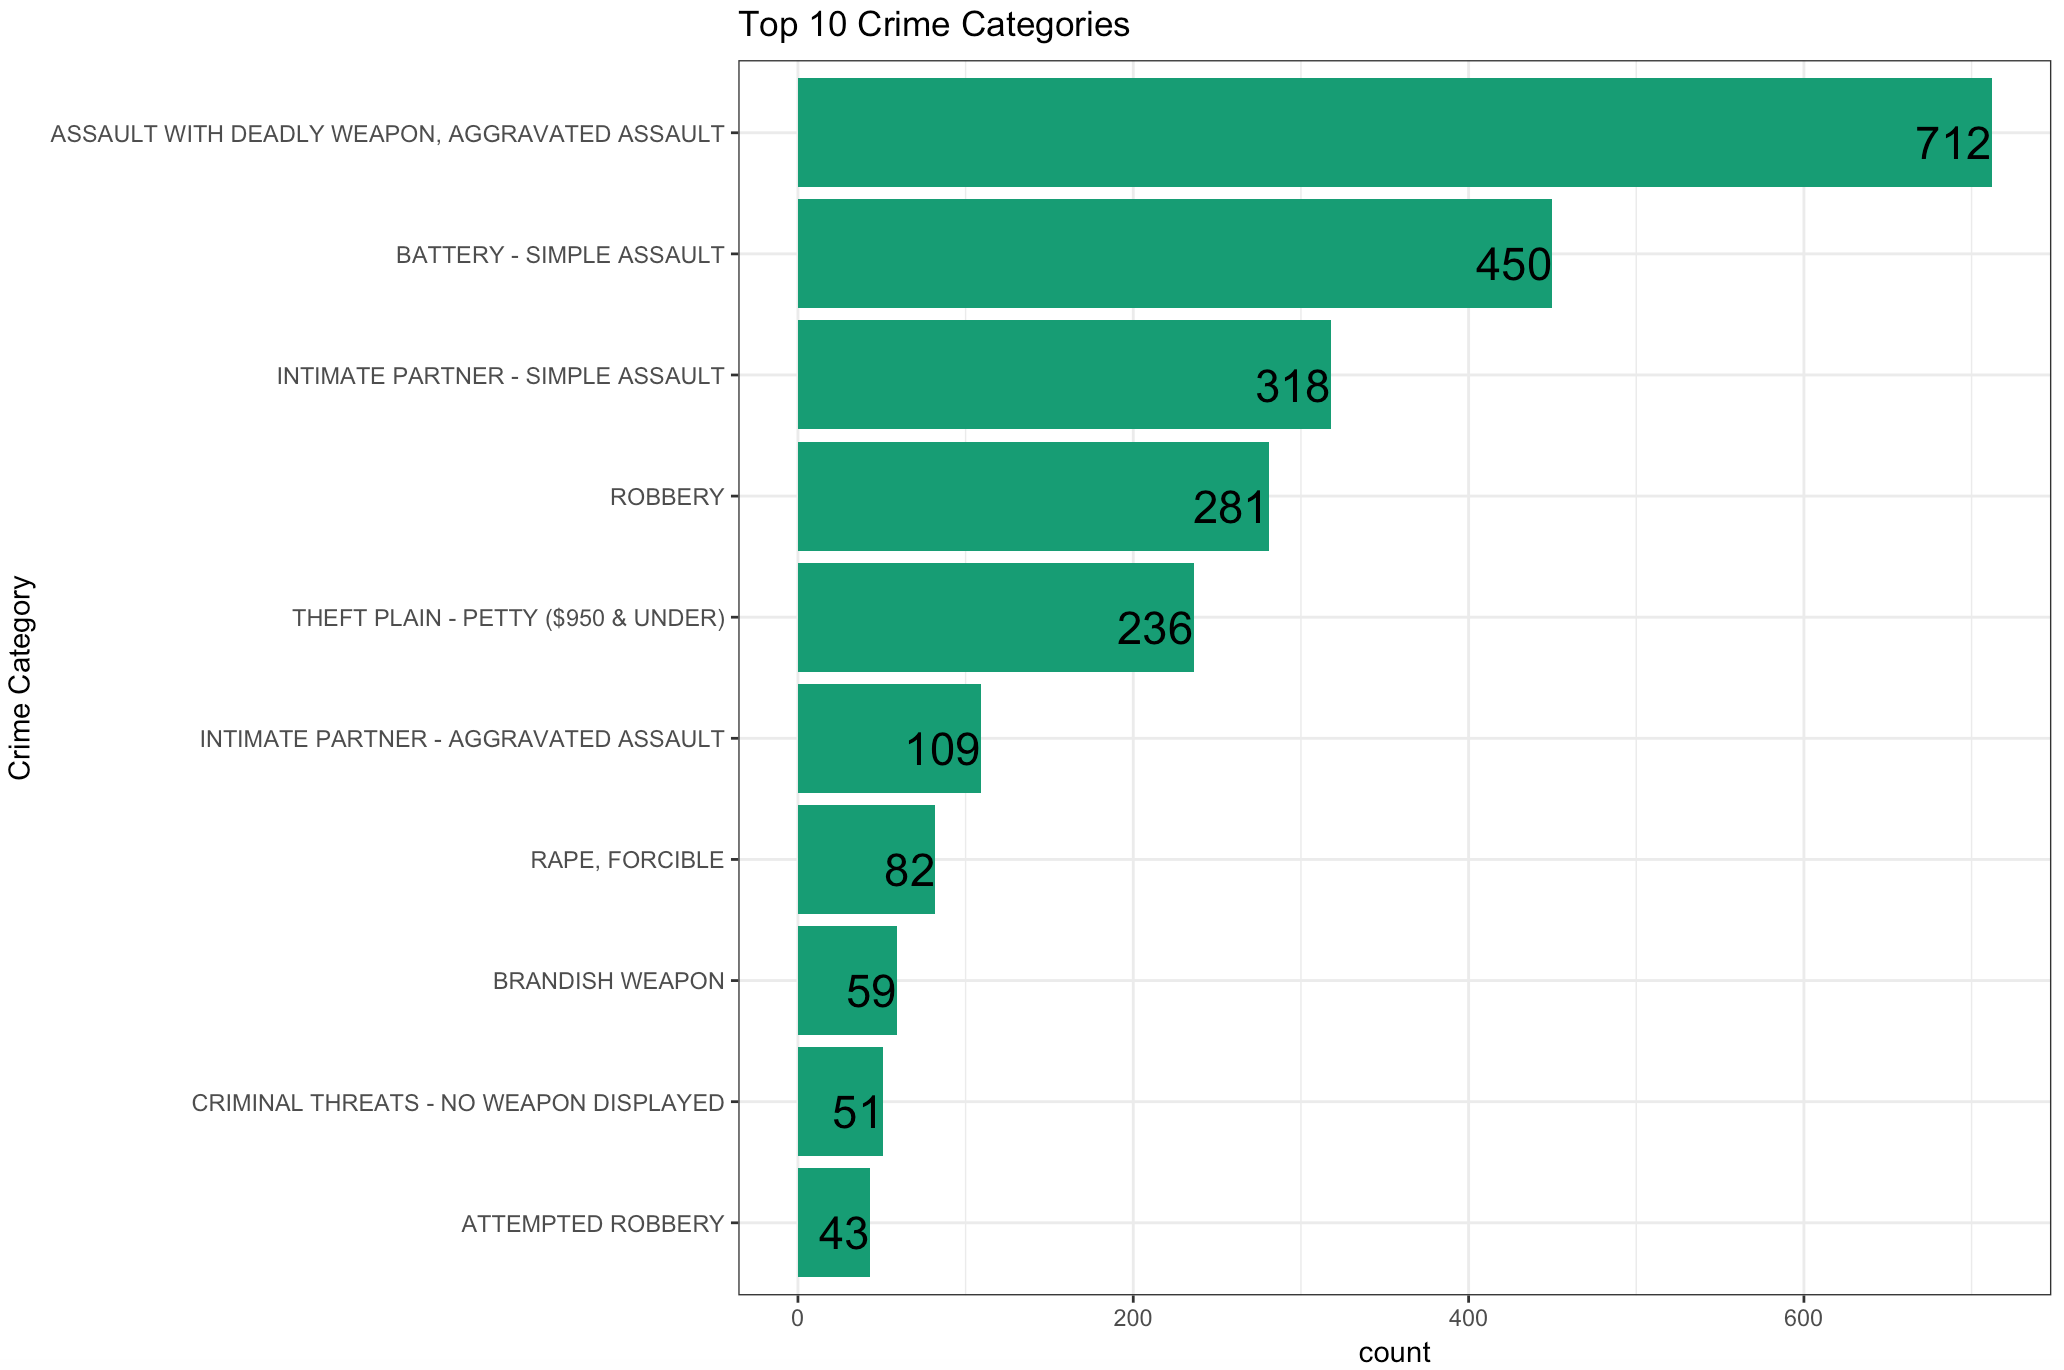 Top 10 Crime Categories
ASSAULT WITH DEADLY WEAPON, AGGRAVATED ASSAULT
712
BATTERY - SIMPLE ASSAULT
450
INTIMATE PARTNER - SIMPLE ASSAULT
318
ROBBERY
281
THEFT PLAIN - PETTY ($950 & UNDER)
236
INTIMATE PARTNER - AGGRAVATED ASSAULT
109
RAPE, FORCIBLE
82
BRANDISH WEAPON
59
CRIMINAL THREATS - NO WEAPON DISPLAYED
51
ATTEMPTED ROBBERY
43
Crime Category
0
200
400
600
count